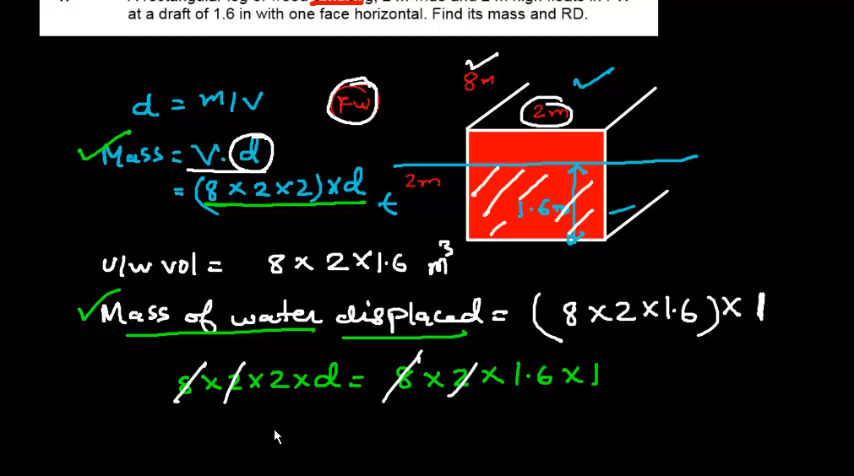 at a draft of 1.6 in with one face horizontal. Find its mass and RD.
d = m/V
FW
8m
2m
Mass = V. d
= (8 × 2 × 2) × d t
2m
1.6m
u/w vol = 8 × 2 × 1.6 m³
Mass of water displaced = (8 × 2 × 1.6) × 1
8 × 2 × 2 × d = 8 × 2 × 1.6 × 1